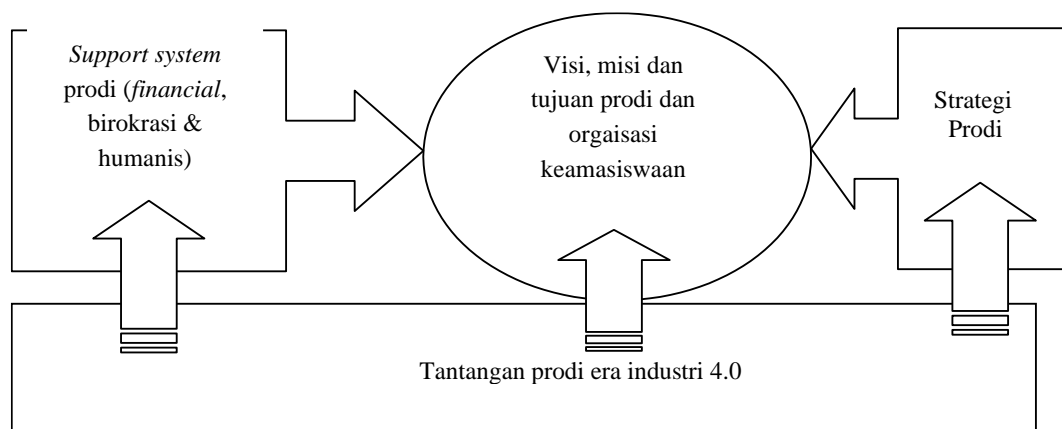 Support system
prodi (financial,
birokrasi &
humanis)
Visi, misi dan
tujuan prodi dan
orgaisasi
keamasiswaan
Strategi
Prodi
Tantangan prodi era industri 4.0